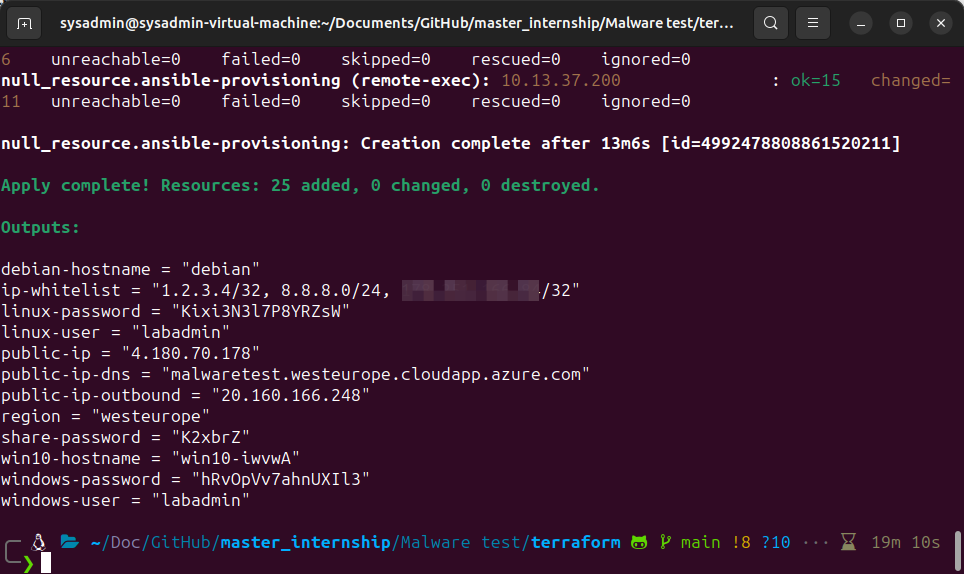 sysadmin@sysadmin-virtual-machine:~/Documents/GitHub/master_internship/Malware test/ter...
6 unreachable=0 failed=0 skipped=0 rescued=0 ignored=0
null_resource.ansible-provisioning (remote-exec): 10.13.37.200 : ok=15 changed=
11 unreachable=0 failed=0 skipped=0 rescued=0 ignored=0
null_resource.ansible-provisioning: Creation complete after 13m6s [id=4992478808861520211]
Apply complete! Resources: 25 added, 0 changed, 0 destroyed.
Outputs:
debian-hostname = "debian"
ip-whitelist = "1.2.3.4/32, 8.8.8.0/24, /32"
linux-password = "Kixi3N3l7P8YRZsW"
linux-user = "labadmin"
public-ip = "4.180.70.178"
public-ip-dns = "malwaretest.westeurope.cloudapp.azure.com"
public-ip-outbound = "20.160.166.248"
region = "westeurope"
share-password = "K2xbrZ"
win10-hostname = "win10-iwvwA"
windows-password = "hRvOpVv7ahnUXIl3"
windows-user = "labadmin"
~/Doc/GitHub/master_internship/Malware test/terraform main !8 ?10 ··· 19m 10s
❯